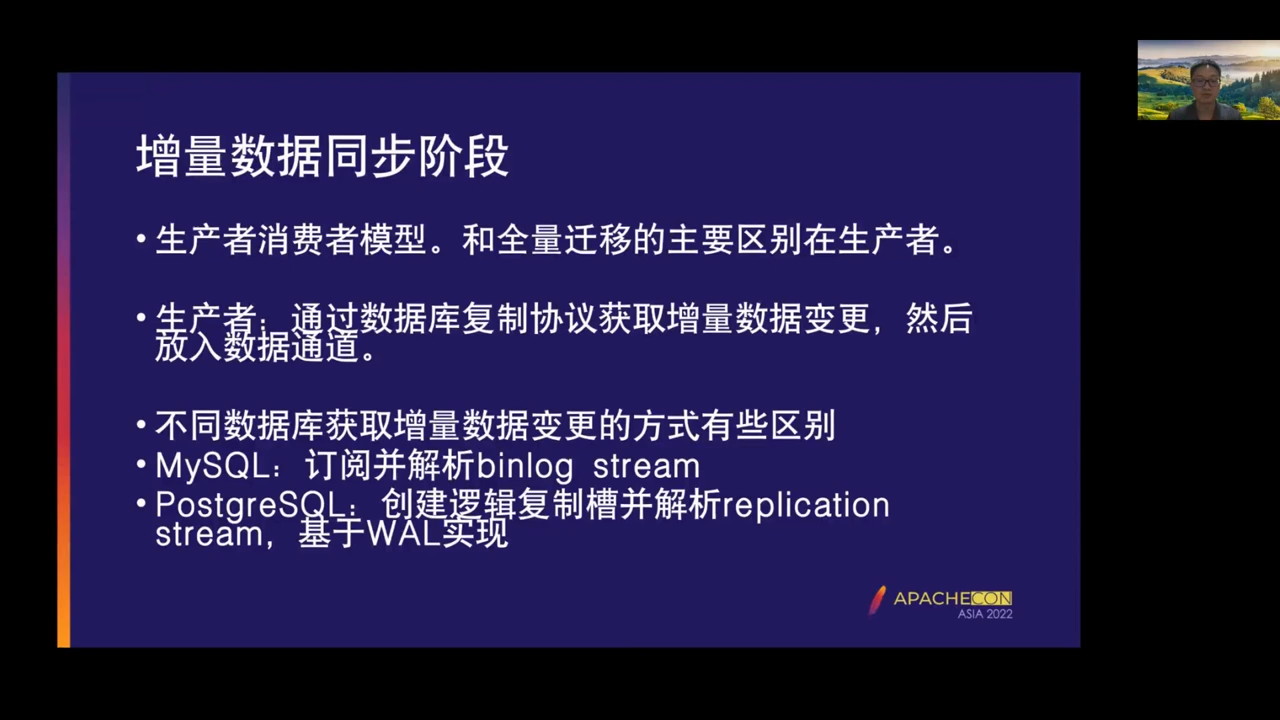 增量数据同步阶段
• 生产者消费者模型。和全量迁移的主要区别在生产者。
• 生产者：通过数据库复制协议获取增量数据变更，然后
放入数据通道。
• 不同数据库获取增量数据变更的方式有些区别
• MySQL：订阅并解析binlog stream
• PostgreSQL：创建逻辑复制槽并解析replication
stream，基于WAL实现
APACHECON
ASIA 2022